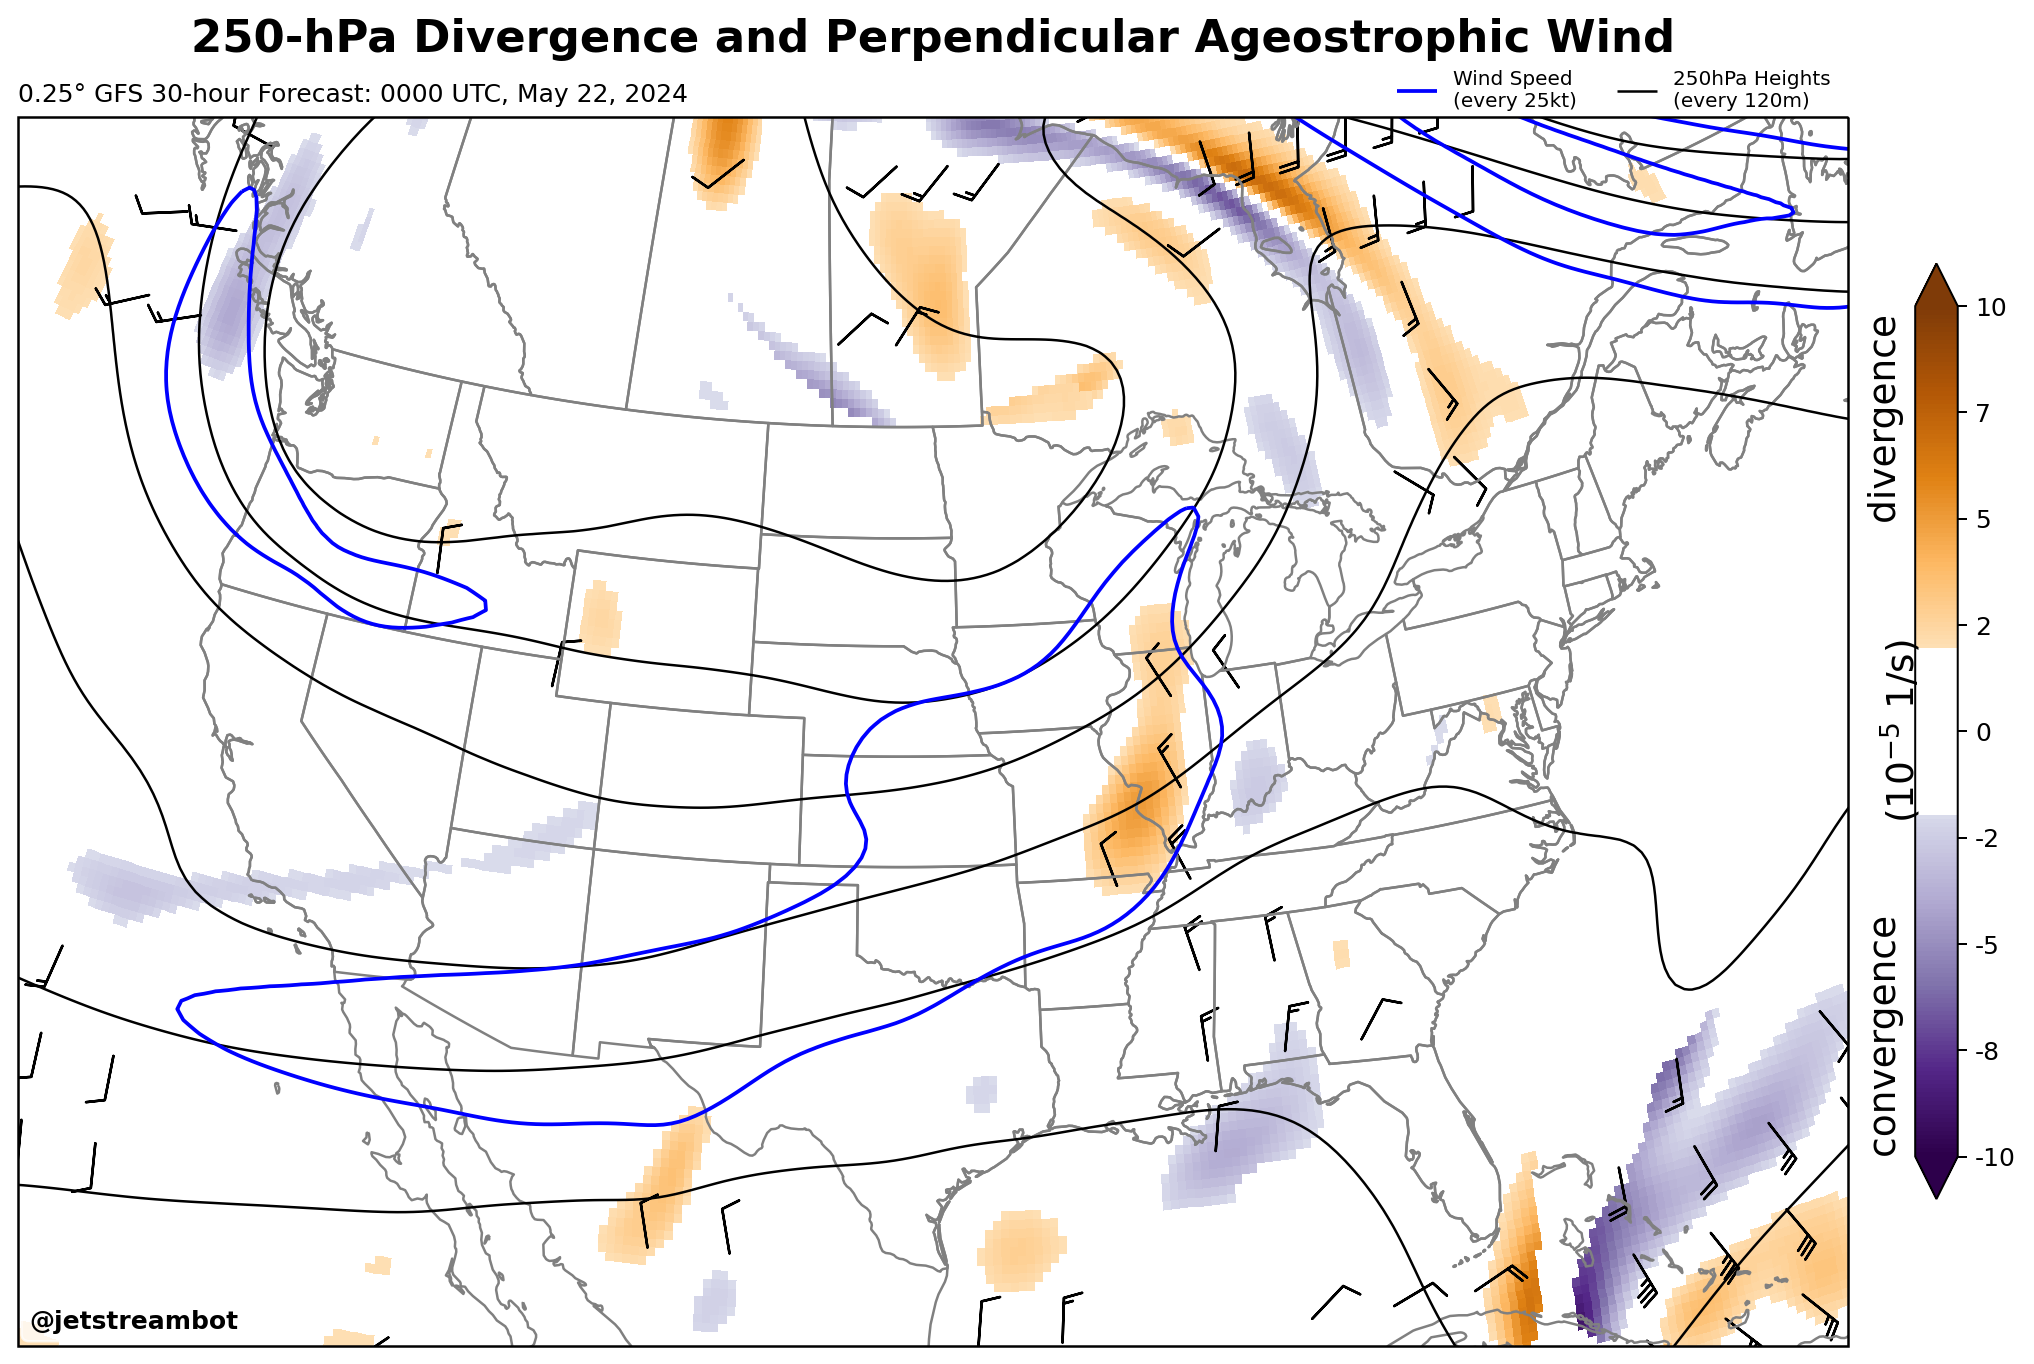 250-hPa Divergence and Perpendicular Ageostrophic Wind
0.25° GFS 30-hour Forecast: 0000 UTC, May 22, 2024
Wind Speed
(every 25kt)
250hPa Heights
(every 120m)
10
7
5
2
0
-2
-5
-8
-10
divergence
(10⁻⁵ 1/s)
convergence
@jetstreambot